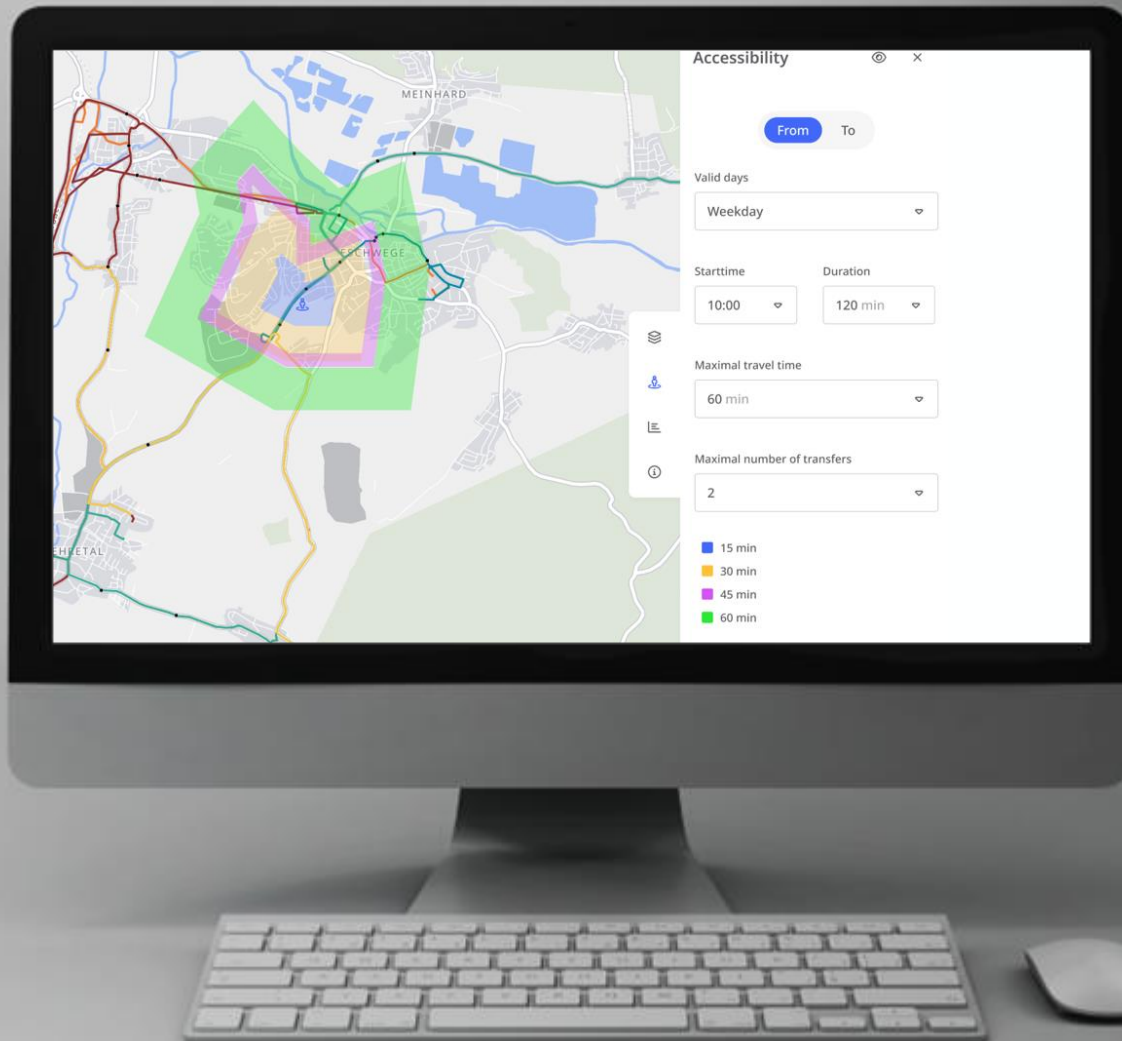 Accessibility
From To
Valid days
Weekday
Starttime Duration
10:00 120 min
Maximal travel time
60 min
Maximal number of transfers
2
15 min
30 min
45 min
60 min
MEINHARD
ESCHWEGE